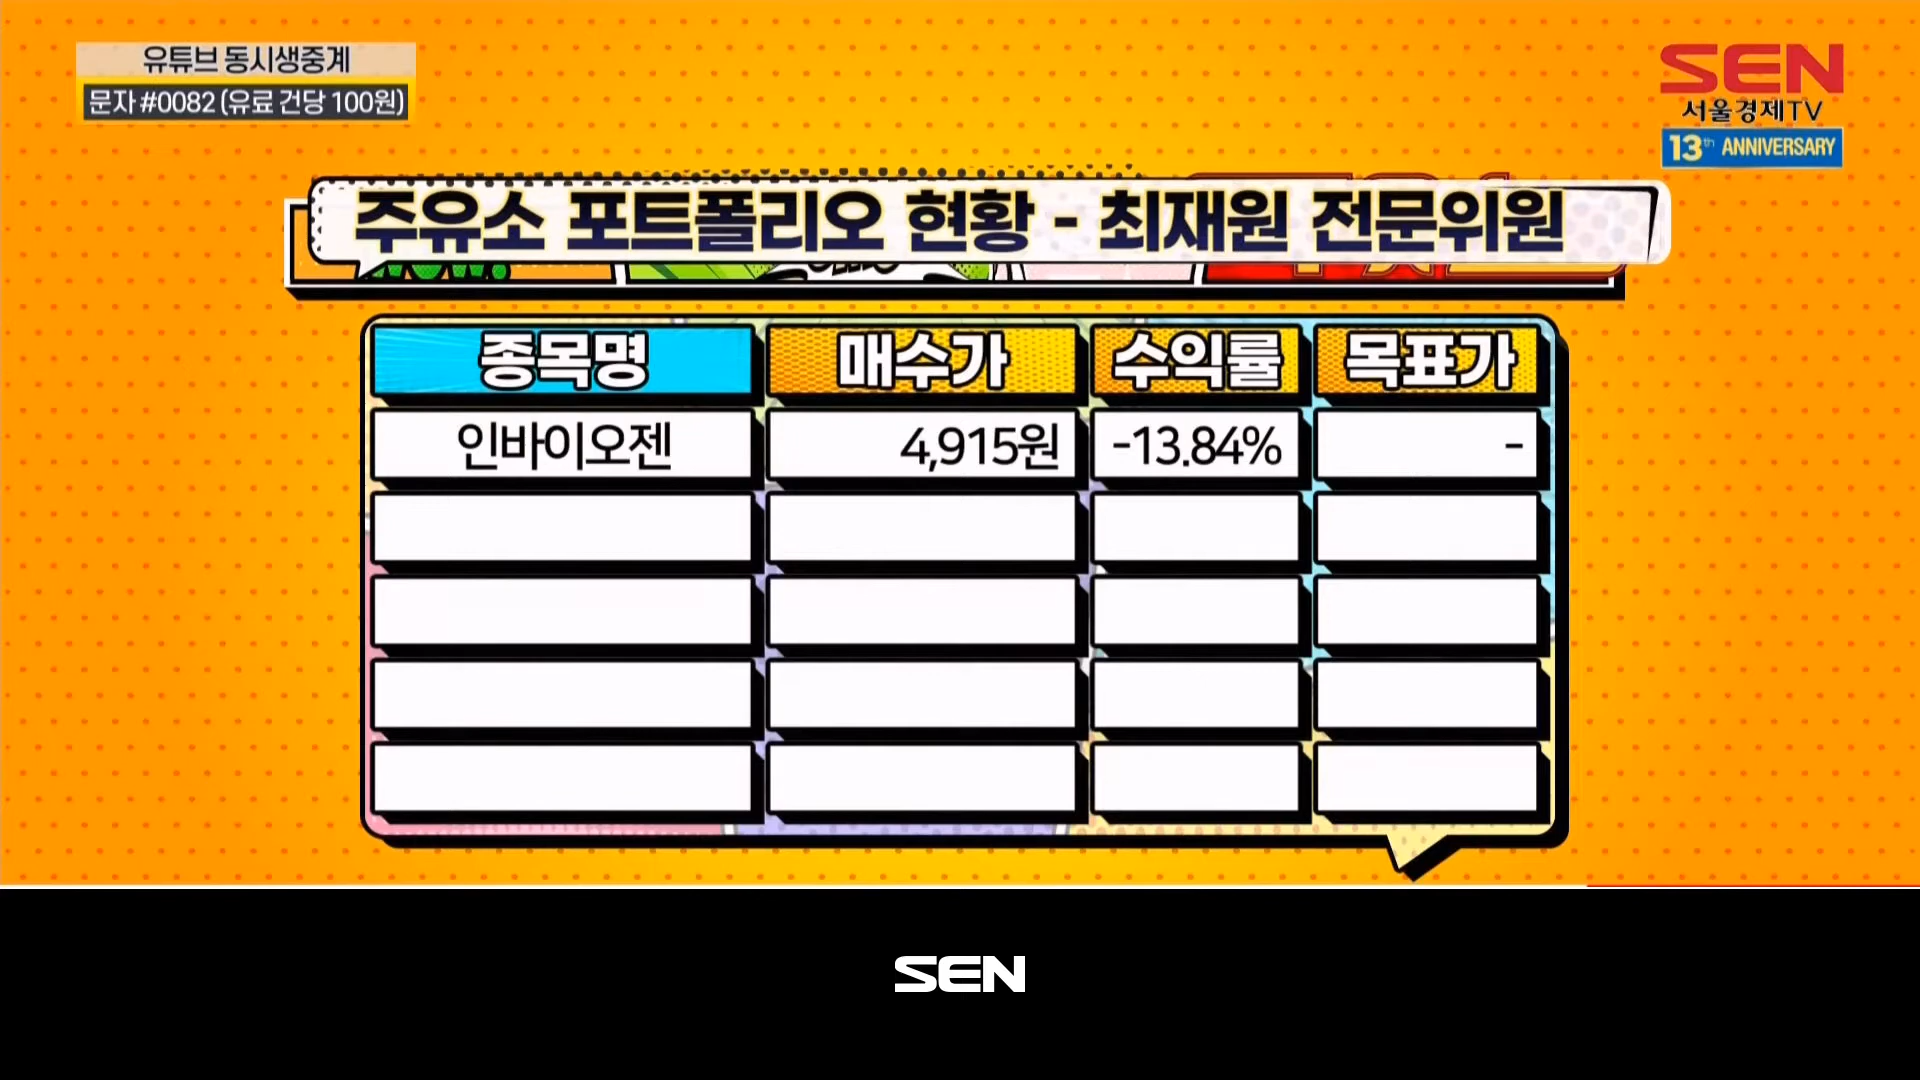 유튜브 동시생중계
문자 #0082 (유료 건당 100원)
SEN
서울경제TV
13th ANNIVERSARY
주유소 포트폴리오 현황 - 최재원 전문위원
종목명 매수가 수익률 목표가
인바이오젠 4,915원 -13.84% -
SEN